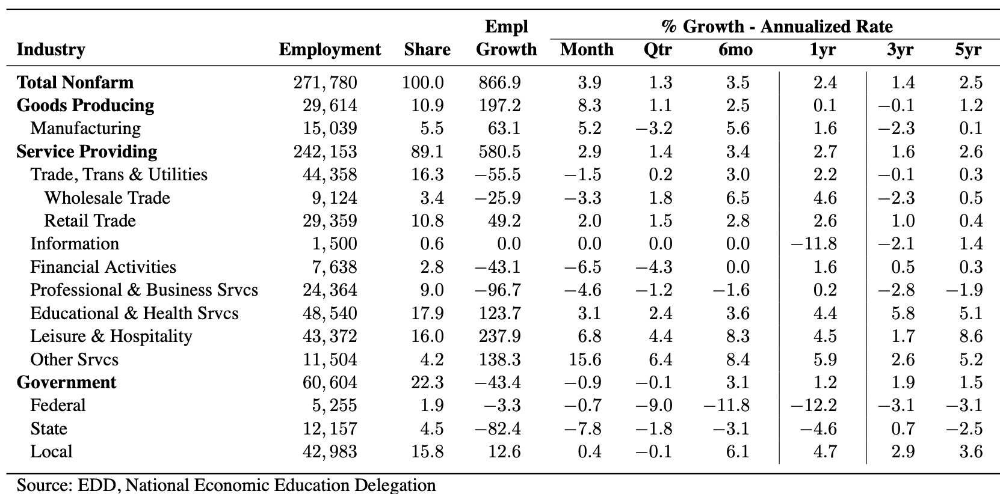 Empl % Growth - Annualized Rate
Industry Employment Share Growth Month Qtr 6mo 1yr 3yr 5yr
Total Nonfarm 271,780 100.0 866.9 3.9 1.3 3.5 2.4 1.4 2.5
Goods Producing 29,614 10.9 197.2 8.3 1.1 2.5 0.1 −0.1 1.2
Manufacturing 15,039 5.5 63.1 5.2 −3.2 5.6 1.6 −2.3 0.1
Service Providing 242,153 89.1 580.5 2.9 1.4 3.4 2.7 1.6 2.6
Trade, Trans & Utilities 44,358 16.3 −55.5 −1.5 0.2 3.0 2.2 −0.1 0.3
Wholesale Trade 9,124 3.4 −25.9 −3.3 1.8 6.5 4.6 −2.3 0.5
Retail Trade 29,359 10.8 49.2 2.0 1.5 2.8 2.6 1.0 0.4
Information 1,500 0.6 0.0 0.0 0.0 0.0 −11.8 −2.1 1.4
Financial Activities 7,638 2.8 −43.1 −6.5 −4.3 0.0 1.6 0.5 0.3
Professional & Business Srvcs 24,364 9.0 −96.7 −4.6 −1.2 −1.6 0.2 −2.8 −1.9
Educational & Health Srvcs 48,540 17.9 123.7 3.1 2.4 3.6 4.4 5.8 5.1
Leisure & Hospitality 43,372 16.0 237.9 6.8 4.4 8.3 4.5 1.7 8.6
Other Srvcs 11,504 4.2 138.3 15.6 6.4 8.4 5.9 2.6 5.2
Government 60,604 22.3 −43.4 −0.9 −0.1 3.1 1.2 1.9 1.5
Federal 5,255 1.9 −3.3 −0.7 −9.0 −11.8 −12.2 −3.1 −3.1
State 12,157 4.5 −82.4 −7.8 −1.8 −3.1 −4.6 0.7 −2.5
Local 42,983 15.8 12.6 0.4 −0.1 6.1 4.7 2.9 3.6
Source: EDD, National Economic Education Delegation